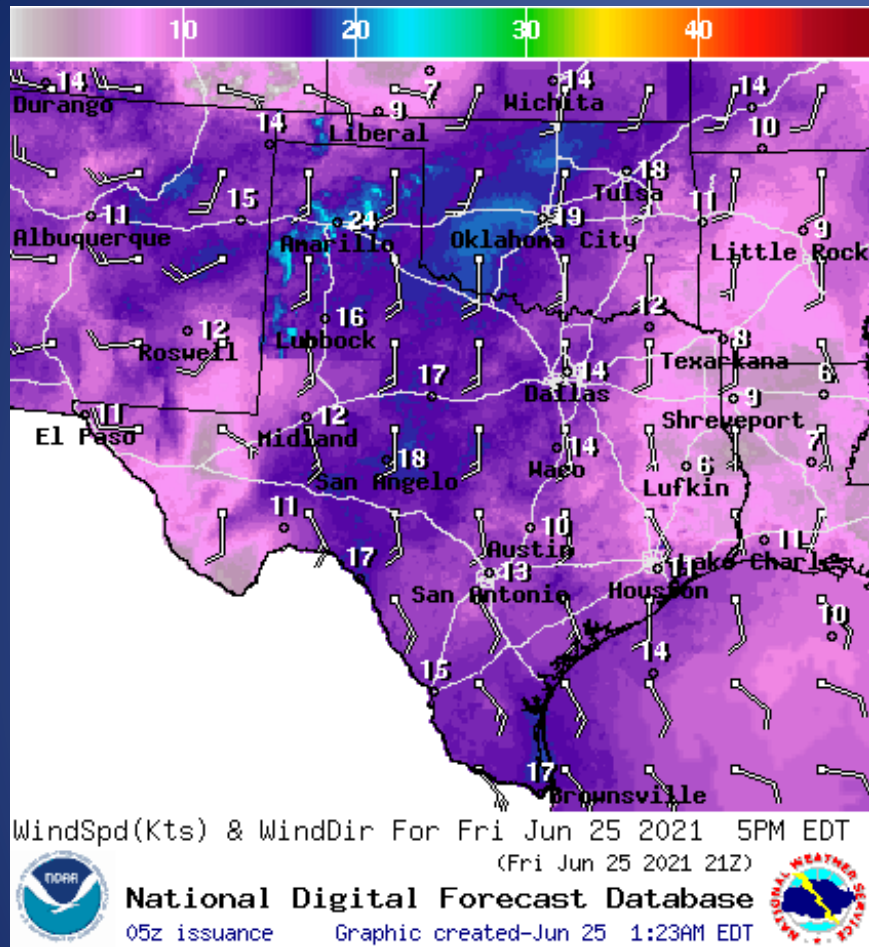 10 20 30 40
14 7 14 14
Durango 9 Wichita
Liberal
14 10
18
Tulsa
11 15 24 19 11 9
Albuquerque Amarillo Oklahoma City Little Rock
12 16 12 8
Roswell Lubbock Texarkana
17 14 6
Dallas
11 12 9
El Paso Midland Shreveport
18 14 6 7
San Angelo Waco Lufkin
11 10 11
Austin
17 13 11 Lake Charl
San Antonio Houston
10
14
15
17
Brownsville
WindSpd(Kts) & WindDir For Fri Jun 25 2021 5PM EDT
(Fri Jun 25 2021 21Z)
NOAA
National Digital Forecast Database
05z issuance Graphic created-Jun 25 1:23AM EDT
NATIONAL WEATHER SERVICE